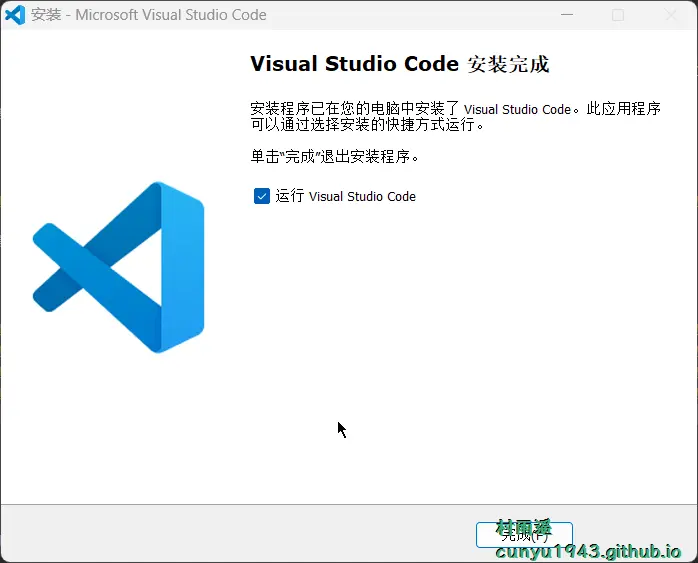 安装 - Microsoft Visual Studio Code
Visual Studio Code 安装完成
安装程序已在您的电脑中安装了 Visual Studio Code。此应用程序
可以通过选择安装的快捷方式运行。
单击“完成”退出安装程序。
运行 Visual Studio Code
村雨遥
完成(F)
cunyu1943.github.io